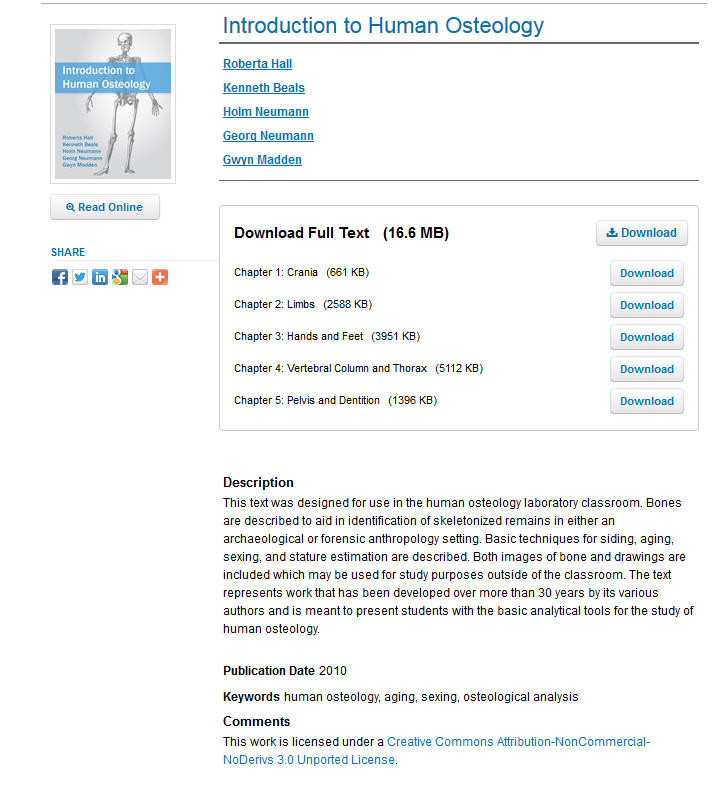 Introduction to Human Osteology
Introduction to
Human Osteology
Roberta Hall
Kenneth Beals
Holm Neumann
Georg Neumann
Gwyn Madden
Roberta Hall
Kenneth Beals
Holm Neumann
Georg Neumann
Gwyn Madden
Read Online
SHARE
Download Full Text (16.6 MB) Download
Chapter 1: Crania (661 KB) Download
Chapter 2: Limbs (2588 KB) Download
Chapter 3: Hands and Feet (3951 KB) Download
Chapter 4: Vertebral Column and Thorax (5112 KB) Download
Chapter 5: Pelvis and Dentition (1396 KB) Download
Description
This text was designed for use in the human osteology laboratory classroom. Bones
are described to aid in identification of skeletonized remains in either an
archaeological or forensic anthropology setting. Basic techniques for siding, aging,
sexing, and stature estimation are described. Both images of bone and drawings are
included which may be used for study purposes outside of the classroom. The text
represents work that has been developed over more than 30 years by its various
authors and is meant to present students with the basic analytical tools for the study of
human osteology.
Publication Date 2010
Keywords human osteology, aging, sexing, osteological analysis
Comments
This work is licensed under a Creative Commons Attribution-NonCommercial-
NoDerivs 3.0 Unported License.